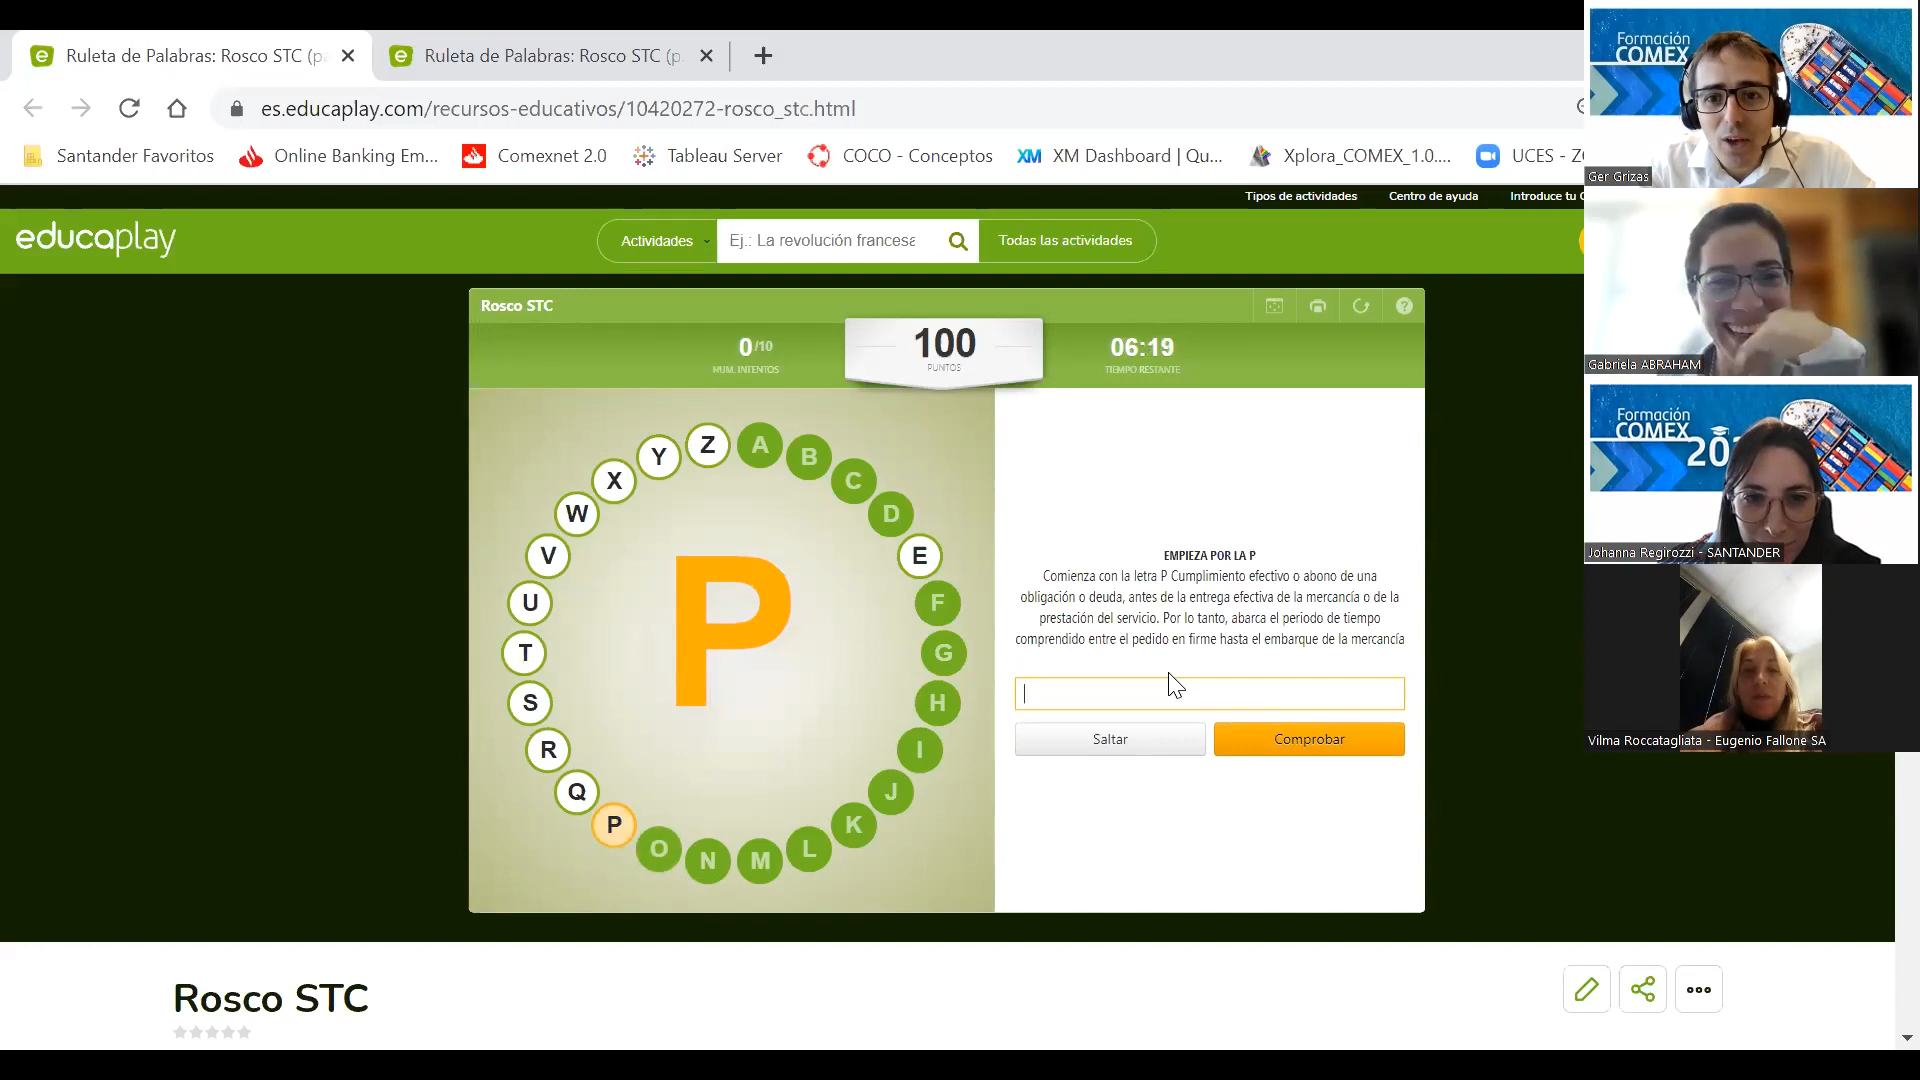 Ruleta de Palabras: Rosco STC (pa
Ruleta de Palabras: Rosco STC (p
es.educaplay.com/recursos-educativos/10420272-rosco_stc.html
Santander Favoritos
Online Banking Em...
Comexnet 2.0
Tableau Server
COCO - Conceptos
XM Dashboard | Qu...
Xplora_COMEX_1.0....
UCES - ZO
Tipos de actividades
Centro de ayuda
Introduce tu
educaplay
Actividades
Ej.: La revolución francesa
Todas las actividades
Rosco STC
0/10
NUM. INTENTOS
100
PUNTOS
06:19
TIEMPO RESTANTE
A
B
C
D
E
F
G
H
I
J
K
L
M
N
O
P
Q
R
S
T
U
V
W
X
Y
Z
P
EMPIEZA POR LA P
Comienza con la letra P Cumplimiento efectivo o abono de una
obligación o deuda, antes de la entrega efectiva de la mercancía o de la
prestación del servicio. Por lo tanto, abarca el periodo de tiempo
comprendido entre el pedido en firme hasta el embarque de la mercancía
Saltar
Comprobar
Rosco STC
Formación
COMEX
Ger Grizas
Gabriela ABRAHAM
Formación
COMEX
20
Johanna Regirozzi - SANTANDER
Vilma Roccatagliata - Eugenio Fallone SA